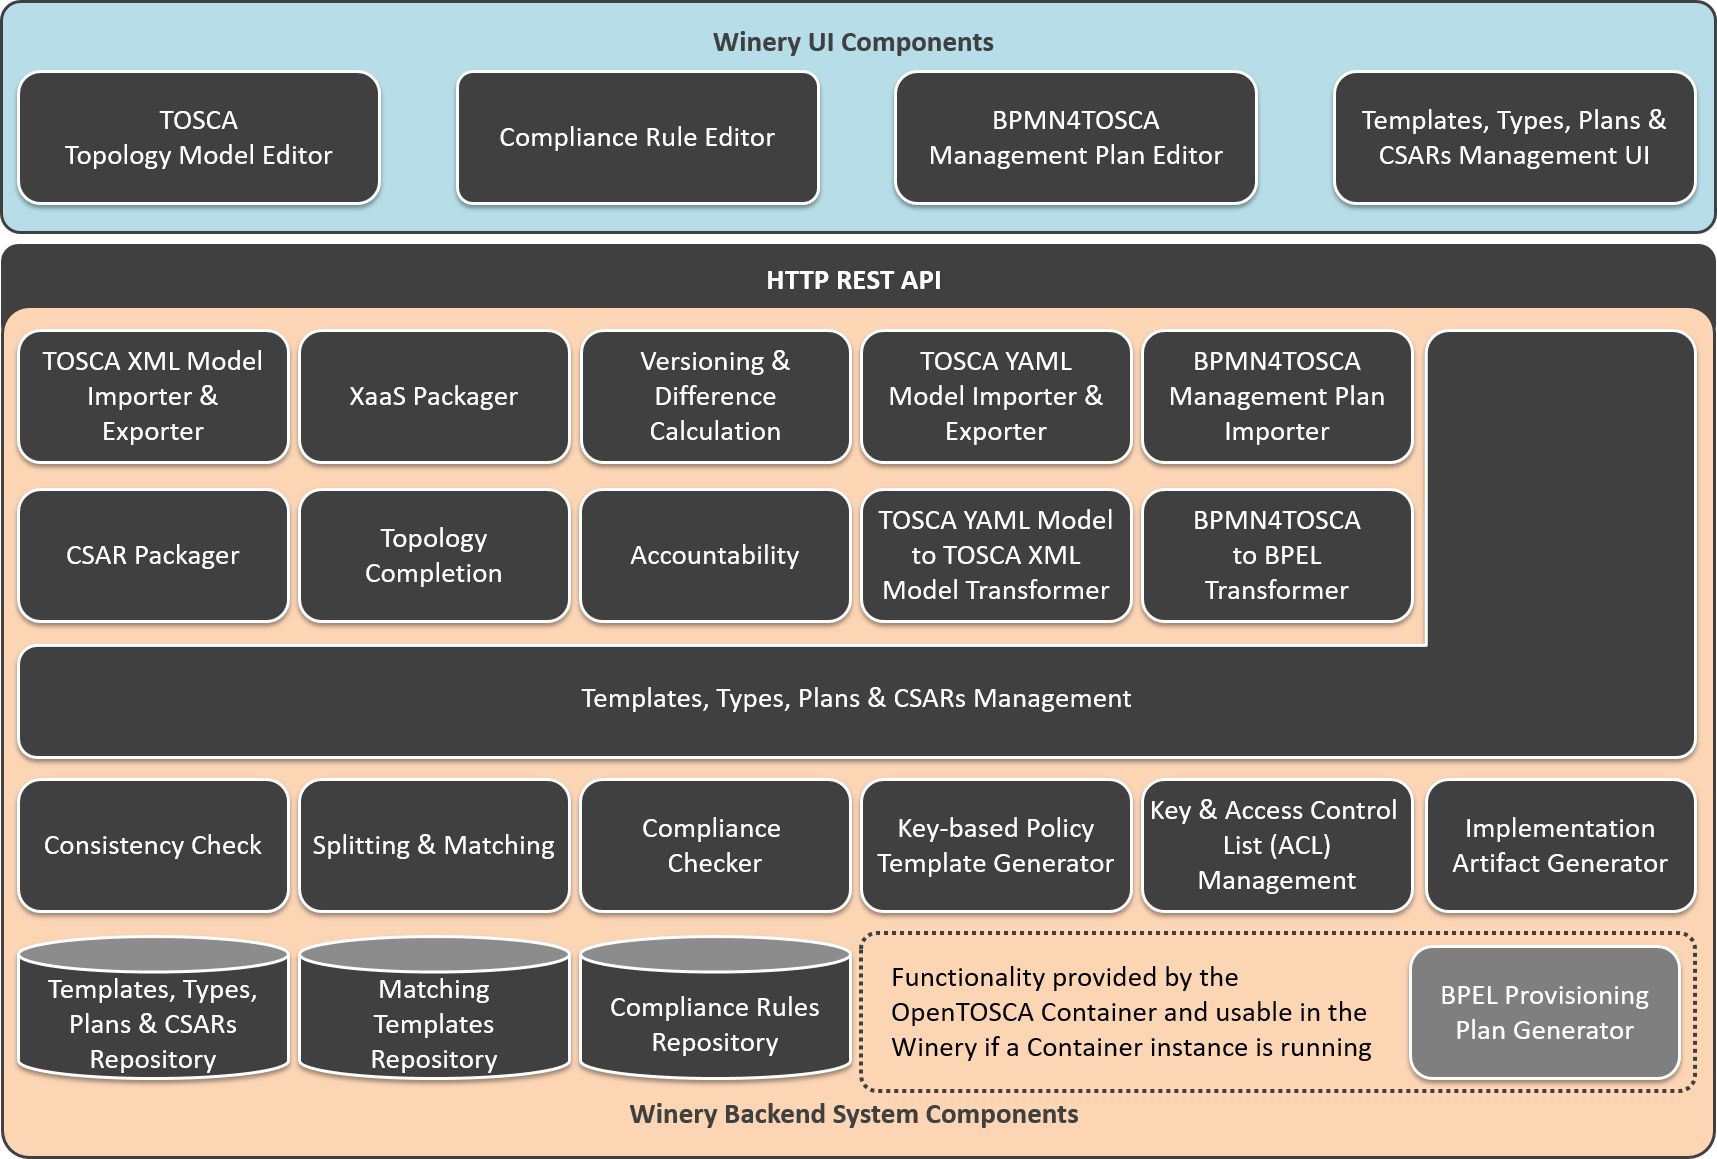 Winery UI Components
TOSCA
Topology Model Editor
Compliance Rule Editor
BPMN4TOSCA
Management Plan Editor
Templates, Types, Plans &
CSARs Management UI
HTTP REST API
TOSCA XML Model
Importer &
Exporter
XaaS Packager
Versioning &
Difference
Calculation
TOSCA YAML
Model Importer &
Exporter
BPMN4TOSCA
Management Plan
Importer
CSAR Packager
Topology
Completion
Accountability
TOSCA YAML Model
to TOSCA XML
Model Transformer
BPMN4TOSCA
to BPEL
Transformer
Templates, Types, Plans & CSARs Management
Consistency Check
Splitting & Matching
Compliance
Checker
Key-based Policy
Template Generator
Key & Access Control
List (ACL)
Management
Implementation
Artifact Generator
Templates, Types,
Plans & CSARs
Repository
Matching
Templates
Repository
Compliance Rules
Repository
Functionality provided by the
OpenTOSCA Container and usable in the
Winery if a Container instance is running
BPEL Provisioning
Plan Generator
Winery Backend System Components